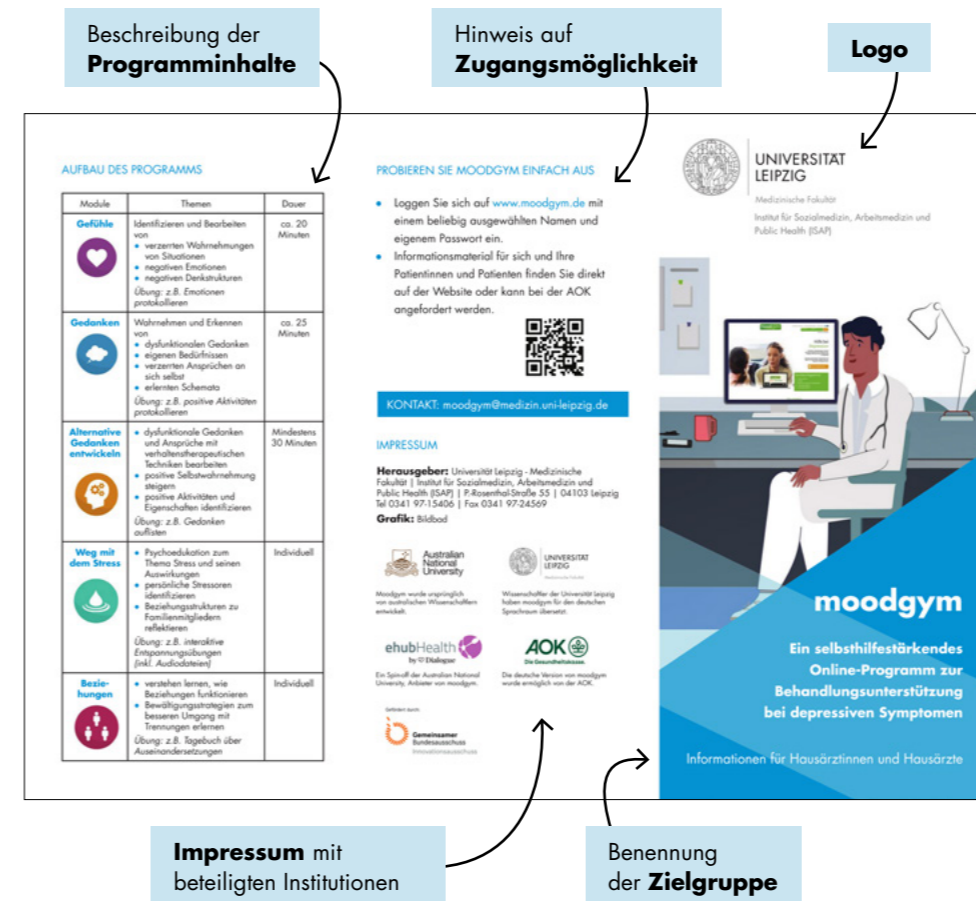 Beschreibung der
Programminhalte
Hinweis auf
Zugangsmöglichkeit
Logo
AUFBAU DES PROGRAMMS
Module
Themen
Dauer
Gefühle
Identifizieren und Bearbeiten
von
• verzerrten Wahrnehmungen
von Situationen
• negativen Emotionen
• negativen Denkstrukturen
Übung: z.B. Emotionen
protokollieren
ca. 20
Minuten
Gedanken
Wahrnehmen und Erkennen
von
• dysfunktionalen Gedanken
• eigenen Bedürfnissen
• verzerrten Ansprüchen an
sich selbst
• erlernten Schemata
Übung: z.B. positive Aktivitäten
protokollieren
ca. 25
Minuten
Alternative
Gedanken
entwickeln
• dysfunktionale Gedanken
und Ansprüche mit
verhaltenstherapeutischen
Techniken bearbeiten
• positive Selbstwahrnehmung
steigern
• positive Aktivitäten und
Eigenschaften identifizieren
Übung: z.B. Gedanken
auflisten
Mindestens
30 Minuten
Weg mit
dem Stress
• Psychoedukation zum
Thema Stress und seinen
Auswirkungen
• persönliche Stressoren
identifizieren
• Beziehungsstrukturen zu
Familienmitgliedern
reflektieren
Übung: z.B. interaktive
Entspannungsübungen
(inkl. Audiodateien)
Individuell
Bezie-
hungen
• verstehen lernen, wie
Beziehungen funktionieren
• Bewältigungsstrategien zum
besseren Umgang mit
Trennungen erlernen
Übung: z.B. Tagebuch über
Auseinandersetzungen
Individuell
PROBIEREN SIE MOODGYM EINFACH AUS
• Loggen Sie sich auf www.moodgym.de mit
einem beliebig ausgewählten Namen und
eigenem Passwort ein.
• Informationsmaterial für sich und Ihre
Patientinnen und Patienten finden Sie direkt
auf der Website oder kann bei der AOK
angefordert werden.
KONTAKT: moodgym@medizin.uni-leipzig.de
IMPRESSUM
Herausgeber: Universität Leipzig - Medizinische
Fakultät | Institut für Sozialmedizin, Arbeitsmedizin und
Public Health (ISAP) | P.-Rosenthal-Straße 55 | 04103 Leipzig
Tel 0341 97-15406 | Fax 0341 97-24569
Grafik: Bildbad
Australian
National
University
UNIVERSITÄT
LEIPZIG
Medizinische Fakultät
Moodgym wurde ursprünglich
von australischen Wissenschaftlern
entwickelt.
Wissenschaftler der Universität Leipzig
haben moodgym für den deutschen
Sprachraum übersetzt.
ehubHealth
by Dialogue
AOK
Die Gesundheitskasse.
Ein Spin-off der Australian National
University, Anbieter von moodgym.
Die deutsche Version von moodgym
wurde ermöglich von der AOK.
Gefördert durch:
Gemeinsamer
Bundesausschuss
Innovationsausschuss
UNIVERSITÄT
LEIPZIG
Medizinische Fakultät
Institut für Sozialmedizin, Arbeitsmedizin und
Public Health (ISAP)
moodgym
Ein selbsthilfestärkendes
Online-Programm zur
Behandlungsunterstützung
bei depressiven Symptomen
Informationen für Hausärztinnen und Hausärzte
Impressum mit
beteiligten Institutionen
Benennung
der Zielgruppe